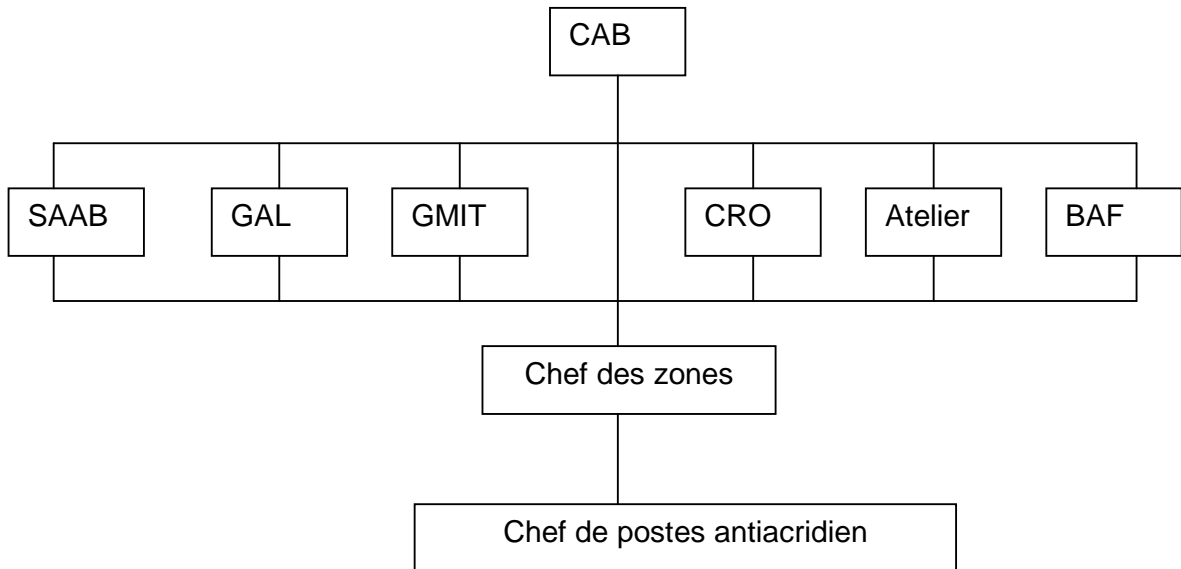 CAB
SAAB
GAL
GMIT
CRO
Atelier
BAF
Chef des zones
Chef de postes antiacridien